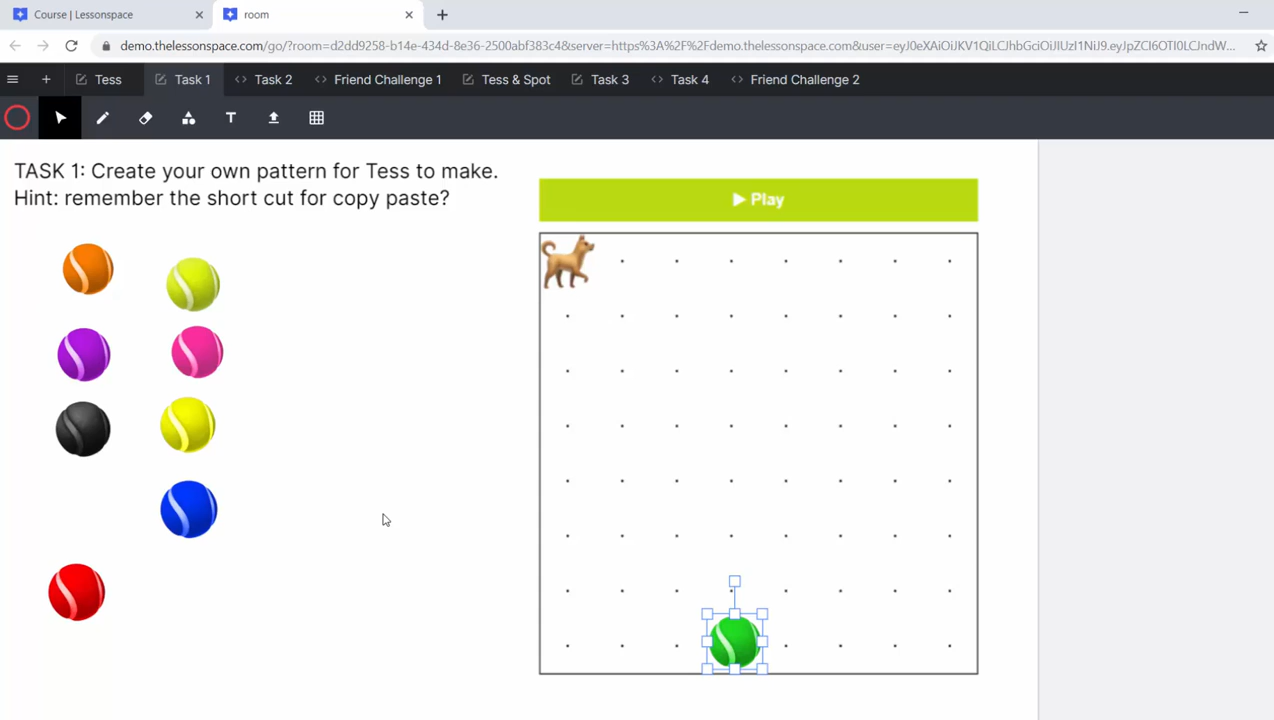 Course | Lessonspace
room
demo.thelessonspace.com/go/?room=d2dd9258-b14e-434d-8e36-2500abf383c4&server=https%3A%2F%2Fdemo.thelessonspace.com&user=eyJ0eXAiOiJKV1QiLCJhbGciOiJIUzI1NiJ9.eyJpZCI6OTI0LCJndW...
Tess
Task 1
Task 2
Friend Challenge 1
Tess & Spot
Task 3
Task 4
Friend Challenge 2
T
TASK 1: Create your own pattern for Tess to make.
Hint: remember the short cut for copy paste?
Play